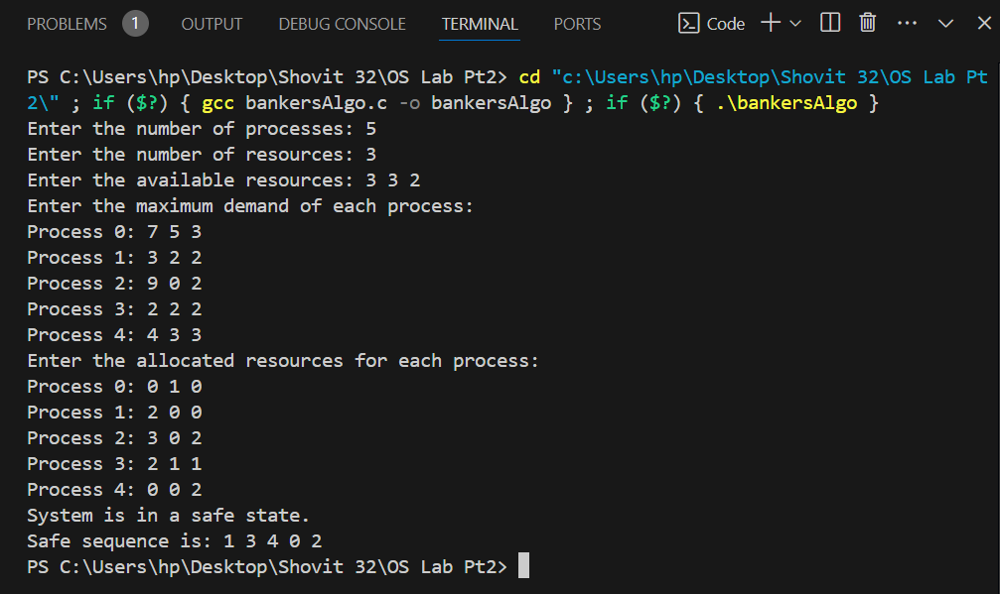 PROBLEMS 1 OUTPUT DEBUG CONSOLE TERMINAL PORTS Code
PS C:\Users\hp\Desktop\Shovit 32\OS Lab Pt2> cd "c:\Users\hp\Desktop\Shovit 32\OS Lab Pt
2\" ; if ($?) { gcc bankersAlgo.c -o bankersAlgo } ; if ($?) { .\bankersAlgo }
Enter the number of processes: 5
Enter the number of resources: 3
Enter the available resources: 3 3 2
Enter the maximum demand of each process:
Process 0: 7 5 3
Process 1: 3 2 2
Process 2: 9 0 2
Process 3: 2 2 2
Process 4: 4 3 3
Enter the allocated resources for each process:
Process 0: 0 1 0
Process 1: 2 0 0
Process 2: 3 0 2
Process 3: 2 1 1
Process 4: 0 0 2
System is in a safe state.
Safe sequence is: 1 3 4 0 2
PS C:\Users\hp\Desktop\Shovit 32\OS Lab Pt2>